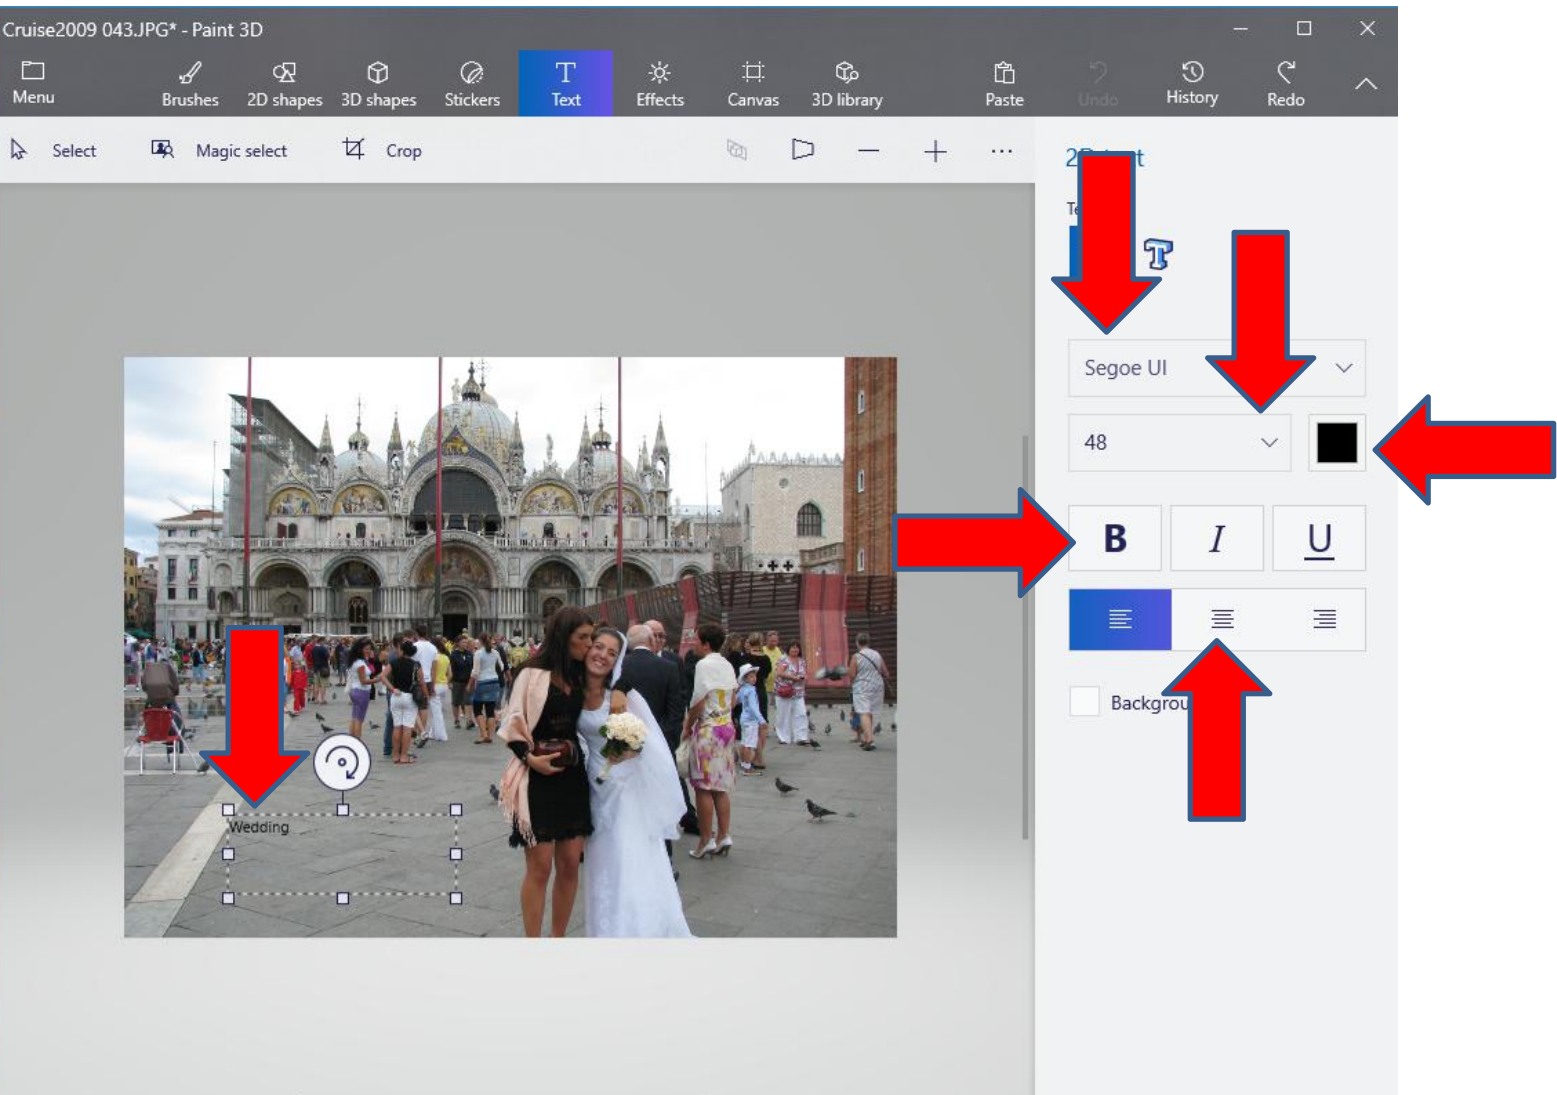 Cruise2009 043.JPG* - Paint 3D
Menu Brushes 2D shapes 3D shapes Stickers Text Effects Canvas 3D library Paste Undo History Redo
Select Magic select Crop
T
Segoe UI
48
B I U
Wedding